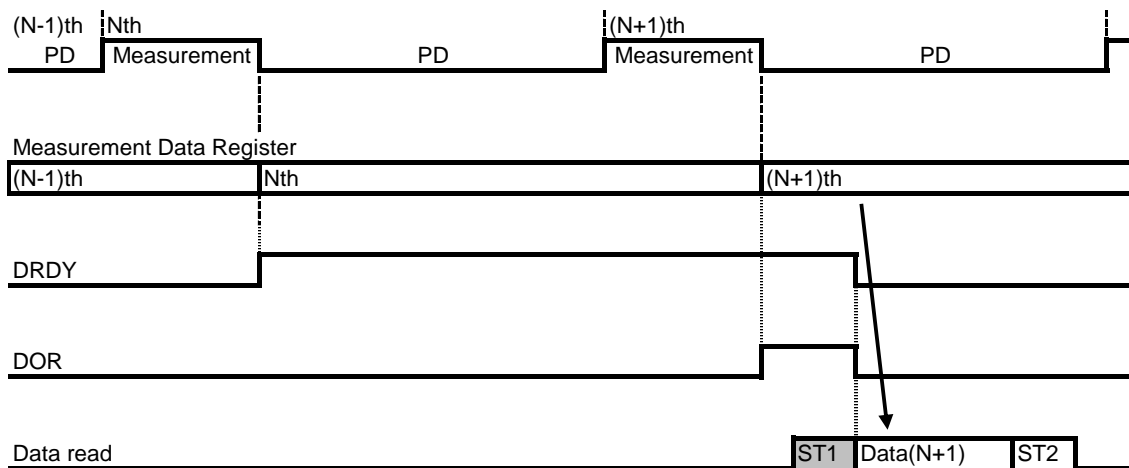 (N-1)th Nth (N+1)th
PD Measurement PD Measurement PD
Measurement Data Register
(N-1)th Nth (N+1)th
DRDY
DOR
Data read ST1 Data(N+1) ST2